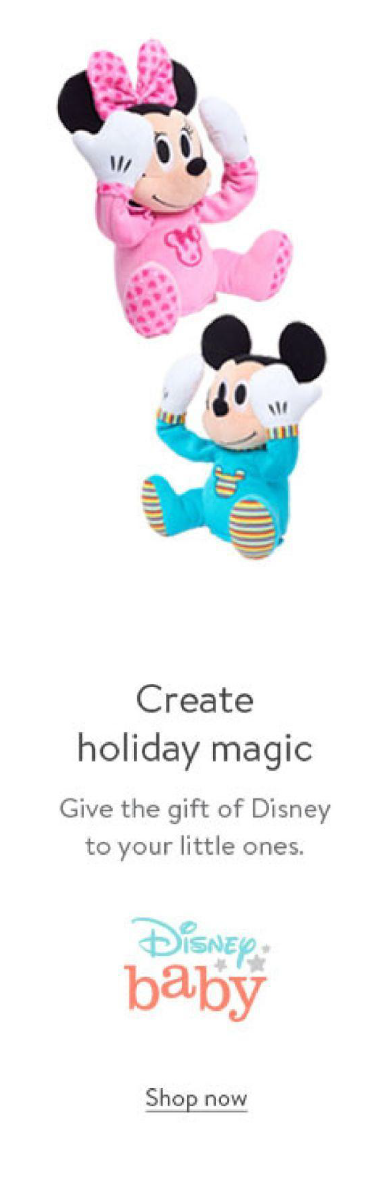 Create
holiday magic
Give the gift of Disney
to your little ones.
Disney
baby
Shop now